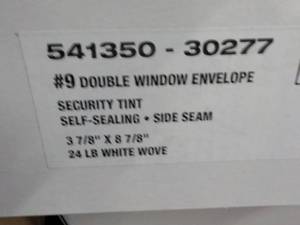 541350 - 30277
#9 DOUBLE WINDOW ENVELOPE
SECURITY TINT
SELF-SEALING • SIDE SEAM
3 7/8" X 8 7/8"
24 LB WHITE WOVE